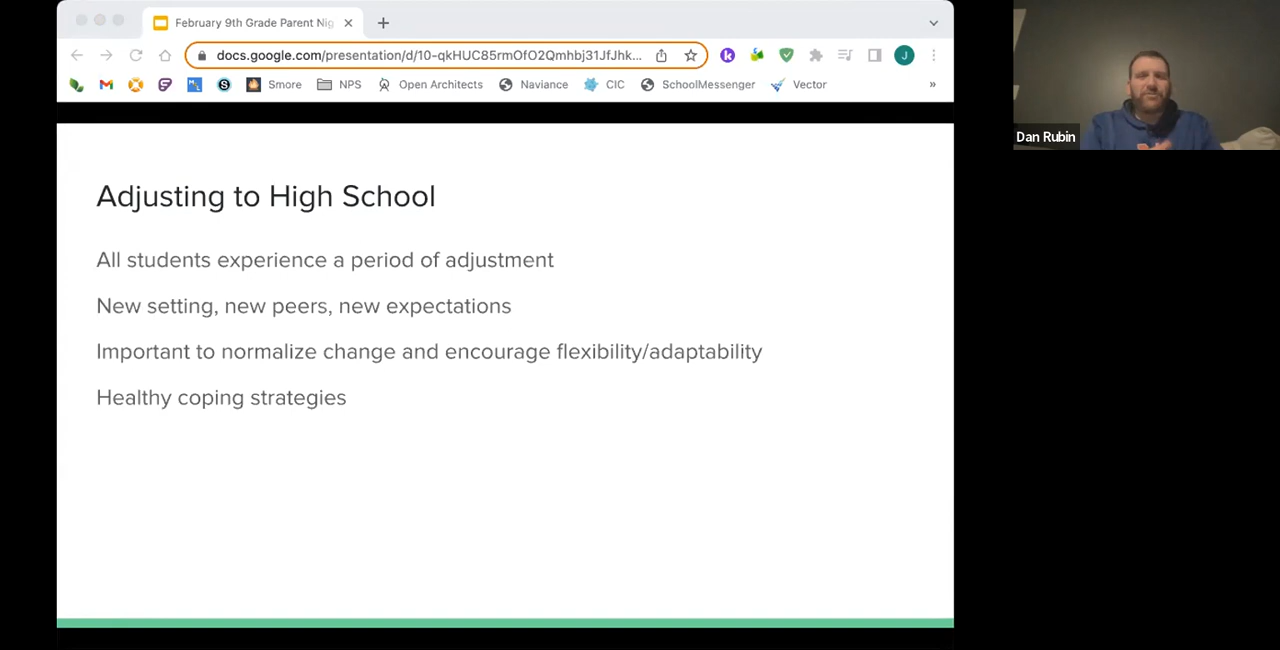 February 9th Grade Parent Nig
docs.google.com/presentation/d/10-qkHUC85rmOfO2Qmhbj31JfJhk...
J
Smore
NPS
Open Architects
Naviance
CIC
SchoolMessenger
Vector
»
Adjusting to High School
All students experience a period of adjustment
New setting, new peers, new expectations
Important to normalize change and encourage flexibility/adaptability
Healthy coping strategies
Dan Rubin